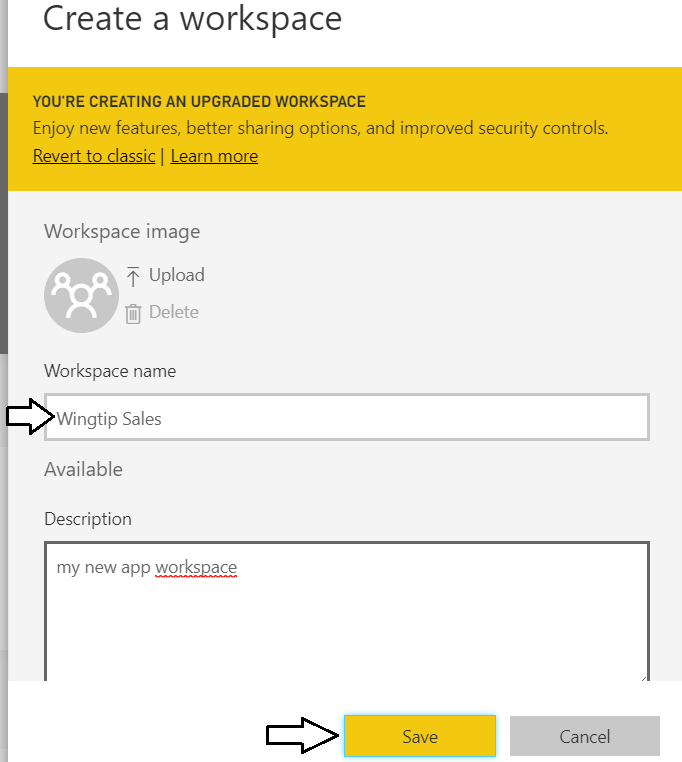 Create a workspace
YOU'RE CREATING AN UPGRADED WORKSPACE
Enjoy new features, better sharing options, and improved security controls.
Revert to classic | Learn more
Workspace image
Upload
Delete
Workspace name
Wingtip Sales
Available
Description
my new app workspace
Save Cancel